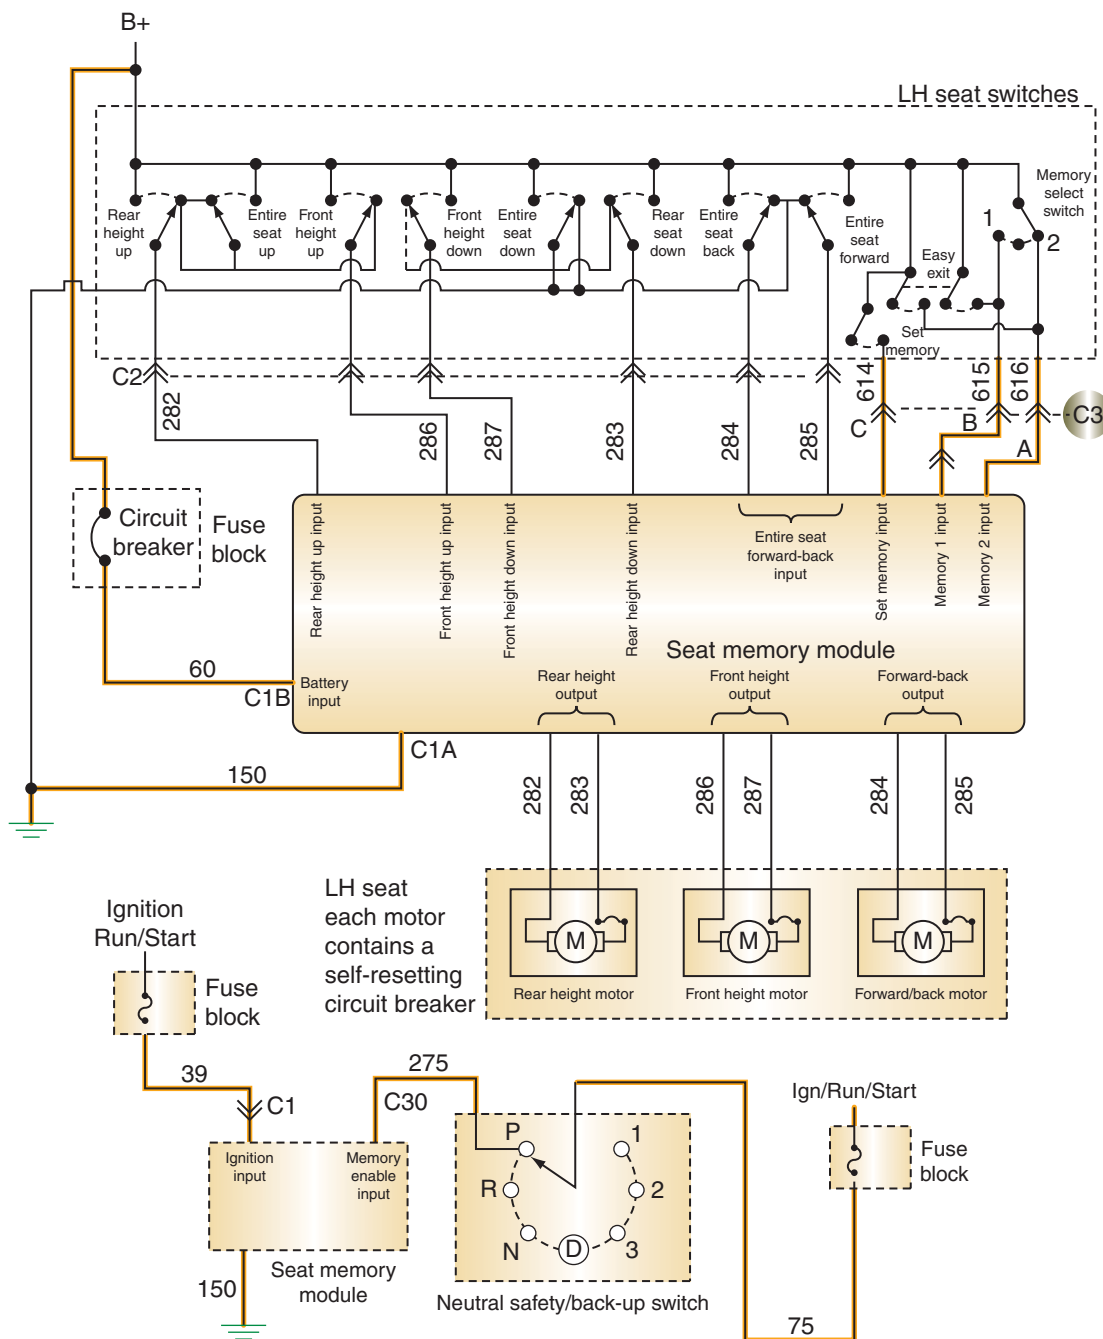 B+
LH seat switches
Rear
height
up
Entire
seat
up
Front
height
up
Front
height
down
Entire
seat
down
Rear
seat
down
Entire
seat
back
Entire
seat
forward
Memory
select
switch
1
2
Easy
exit
Set
memory
C2
282
286
287
283
284
285
614
615
616
C
B
A
C3
Circuit
breaker
Fuse
block
Rear height up input
Front height up input
Front height down input
Rear height down input
Entire seat
forward-back
input
Set memory input
Memory 1 input
Memory 2 input
Seat memory module
60
C1B
Battery
input
Rear height
output
Front height
output
Forward-back
output
C1A
150
282
283
286
287
284
285
LH seat
each motor
contains a
self-resetting
circuit breaker
M
M
M
Rear height motor
Front height motor
Forward/back motor
Ignition
Run/Start
Fuse
block
39
C1
275
C30
Ignition
input
Memory
enable
input
150
Seat memory
module
P
R
N
D
3
2
1
Neutral safety/back-up switch
Ign/Run/Start
Fuse
block
75